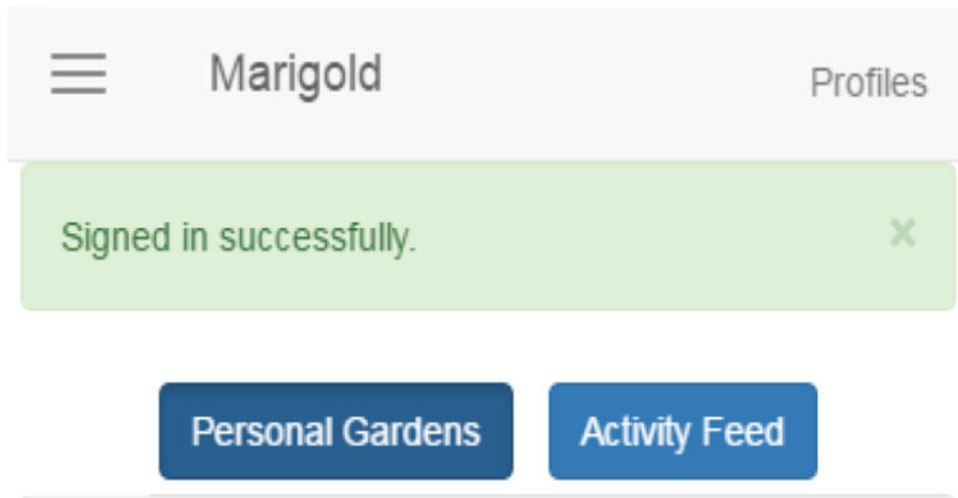 Marigold Profiles
Signed in successfully. ×
Personal Gardens Activity Feed